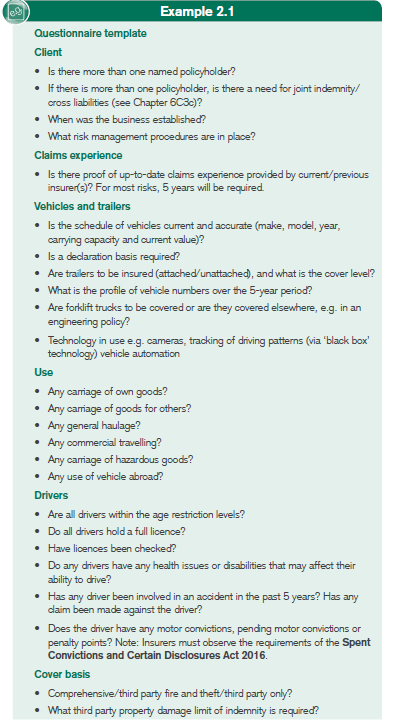 e.g.
Example 2.1
Questionnaire template
Client
• Is there more than one named policyholder?
• If there is more than one policyholder, is there a need for joint indemnity/
cross liabilities (see Chapter 6C3c)?
• When was the business established?
• What risk management procedures are in place?
Claims experience
• Is there proof of up-to-date claims experience provided by current/previous
insurer(s)? For most risks, 5 years will be required.
Vehicles and trailers
• Is the schedule of vehicles current and accurate (make, model, year,
carrying capacity and current value)?
• Is a declaration basis required?
• Are trailers to be insured (attached/unattached), and what is the cover level?
• What is the profile of vehicle numbers over the 5-year period?
• Are forklift trucks to be covered or are they covered elsewhere, e.g. in an
engineering policy?
• Technology in use e.g. cameras, tracking of driving patterns (via ‘black box’
technology) vehicle automation
Use
• Any carriage of own goods?
• Any carriage of goods for others?
• Any general haulage?
• Any commercial travelling?
• Any carriage of hazardous goods?
• Any use of vehicle abroad?
Drivers
• Are all drivers within the age restriction levels?
• Do all drivers hold a full licence?
• Have licences been checked?
• Do any drivers have any health issues or disabilities that may affect their
ability to drive?
• Has any driver been involved in an accident in the past 5 years? Has any
claim been made against the driver?
• Does the driver have any motor convictions, pending motor convictions or
penalty points? Note: Insurers must observe the requirements of the Spent
Convictions and Certain Disclosures Act 2016.
Cover basis
• Comprehensive/third party fire and theft/third party only?
• What third party property damage limit of indemnity is required?